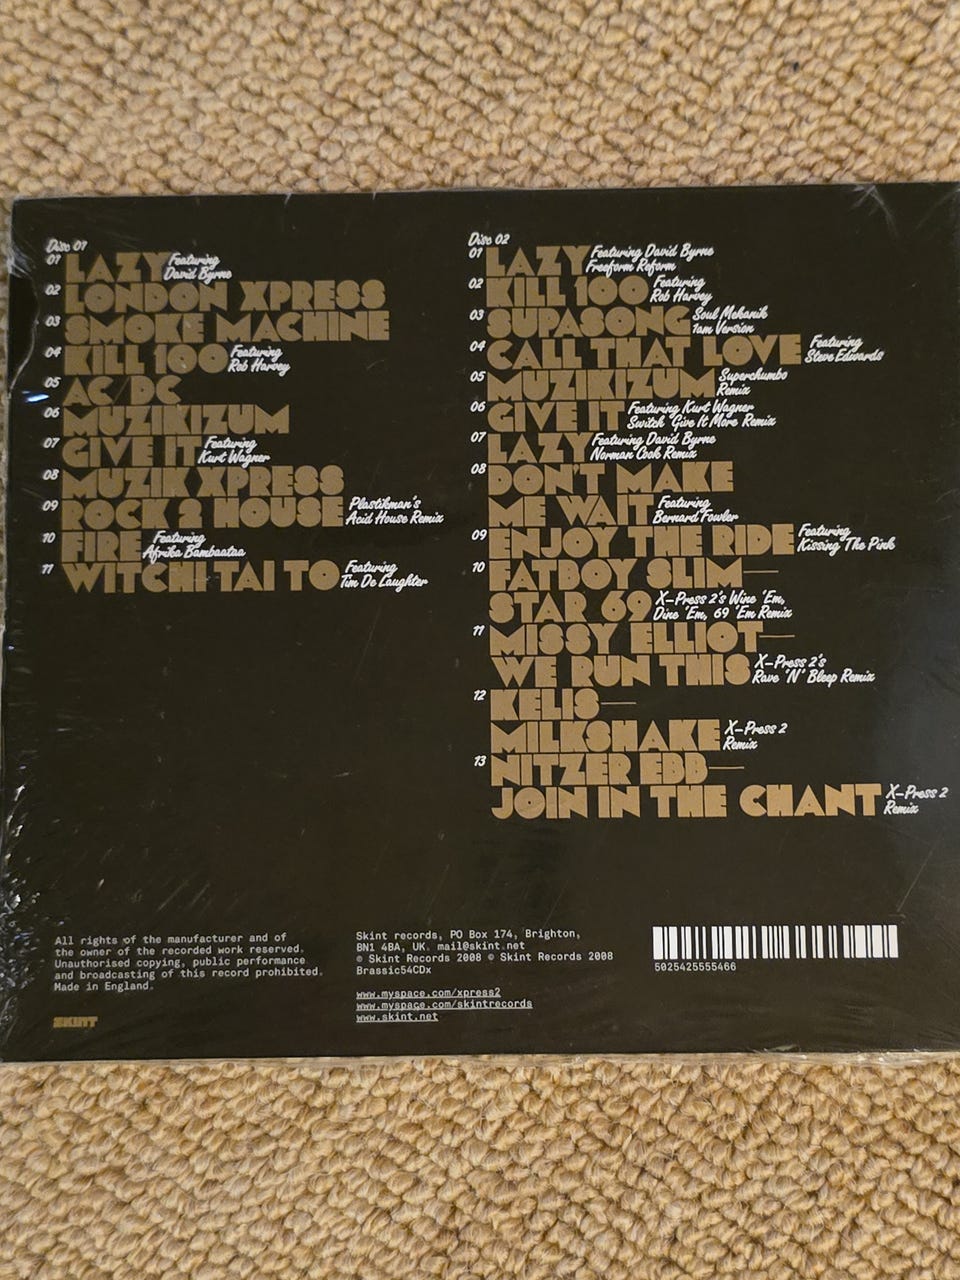 Disc 01
01 LAZY Featuring
David Byrne
02 LONDON XPRESS
03 SMOKE MACHINE
04 KILL 100 Featuring
Rob Harvey
05 AC/DC
06 MUZIKIZUM
07 GIVE IT Featuring
Kurt Wagner
08 MUZIK XPRESS
09 ROCK 2 HOUSE Plastikman's
Acid House Remix
10 FIRE Featuring
Afrika Bambaataa
11 WITCHI TAI TO Featuring
Tim De Laughter
Disc 02
01 LAZY Featuring David Byrne
Freeform Reform
02 KILL 100 Featuring
Rob Harvey
03 SUPASONG Soul Mekanik
1am Version
04 CALL THAT LOVE Featuring
Steve Edwards
05 MUZIKIZUM Superchumbo
Remix
06 GIVE IT Featuring Kurt Wagner
Switch 'Give It More Remix
07 LAZY Featuring David Byrne
Norman Cook Remix
08 DON'T MAKE
ME WAIT Featuring
Bernard Fowler
09 ENJOY THE RIDE Featuring
Kissing The Pink
10 FATBOY SLIM—
STAR 69 X-Press 2's Wine 'Em,
Dine 'Em, 69 'Em Remix
11 MISSY ELLIOT—
WE RUN THIS X-Press 2's
Rave 'N' Bleep Remix
12 KELIS—
MILKSHAKE X-Press 2
Remix
13 NITZER EBB—
JOIN IN THE CHANT X-Press 2
Remix
All rights of the manufacturer and of
the owner of the recorded work reserved.
Unauthorised copying, public performance
and broadcasting of this record prohibited.
Made in England.
SKINT
Skint records, PO Box 174, Brighton,
BN1 4BA, UK. mail@skint.net
℗ Skint Records 2008 © Skint Records 2008
Brassic54CDx
www.myspace.com/xpress2
www.myspace.com/skintrecords
www.skint.net
5025425555466